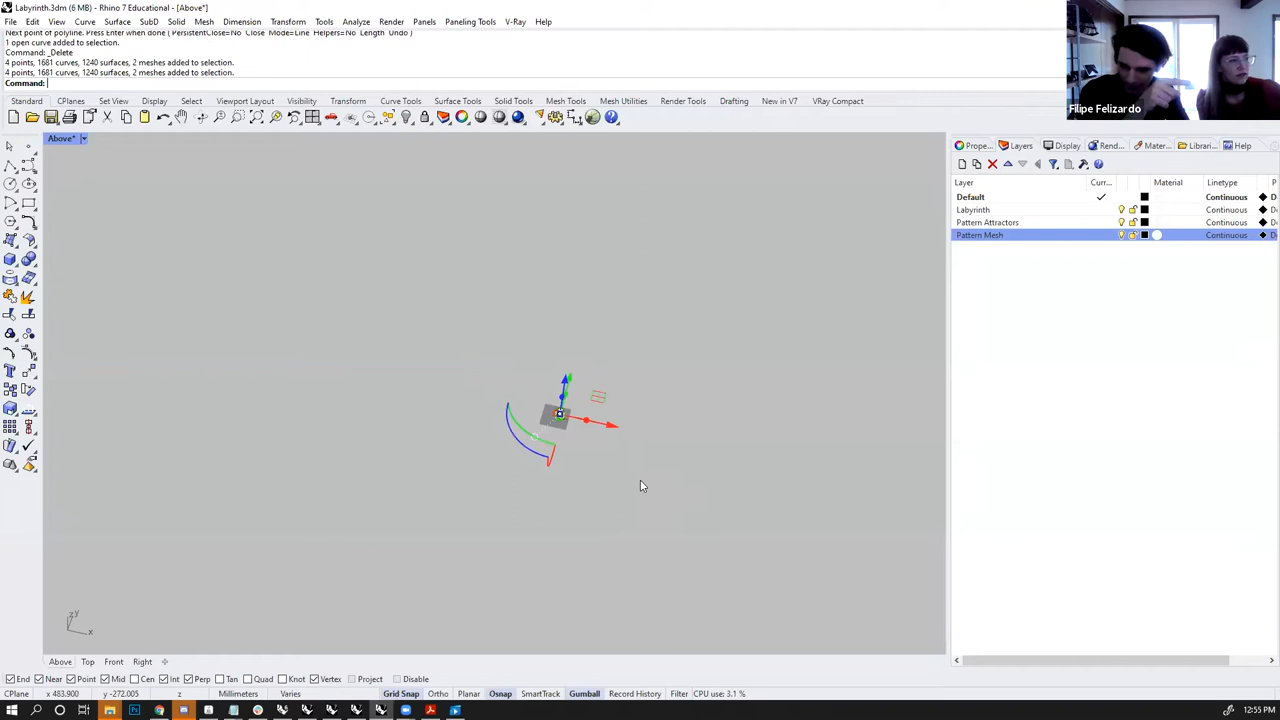 Labyrinth.3dm (6 MB) - Rhino 7 Educational - [Above*]
File Edit View Curve Surface SubD Solid Mesh Dimension Transform Tools Analyze Render Panels Paneling Tools V-Ray Help
Next point of polyline. Press Enter when done ( PersistentClose=No Close Mode=Line Helpers=No Length Undo )
1 open curve added to selection.
Command: _Delete
4 points, 1681 curves, 1240 surfaces, 2 meshes added to selection.
4 points, 1681 curves, 1240 surfaces, 2 meshes added to selection.
Command:
Filipe Felizardo
Standard CPlanes Set View Display Select Viewport Layout Visibility Transform Curve Tools Surface Tools Solid Tools Mesh Tools Mesh Utilities Render Tools Drafting New in V7 VRay Compact
Above*
Prope... Layers Display Rend... Mater... Librari... Help
Layer Curr... Material Linetype P
Default Continuous D
Labyrinth Continuous D
Pattern Attractors Continuous D
Pattern Mesh Continuous D
zy
x
Above Top Front Right
End Near Point Mid Cen Int Perp Tan Quad Knot Vertex Project Disable
CPlane x 483.900 y -272.005 z Millimeters Varies Grid Snap Ortho Planar Osnap SmartTrack Gumball Record History Filter CPU use: 3.1 %
12:55 PM